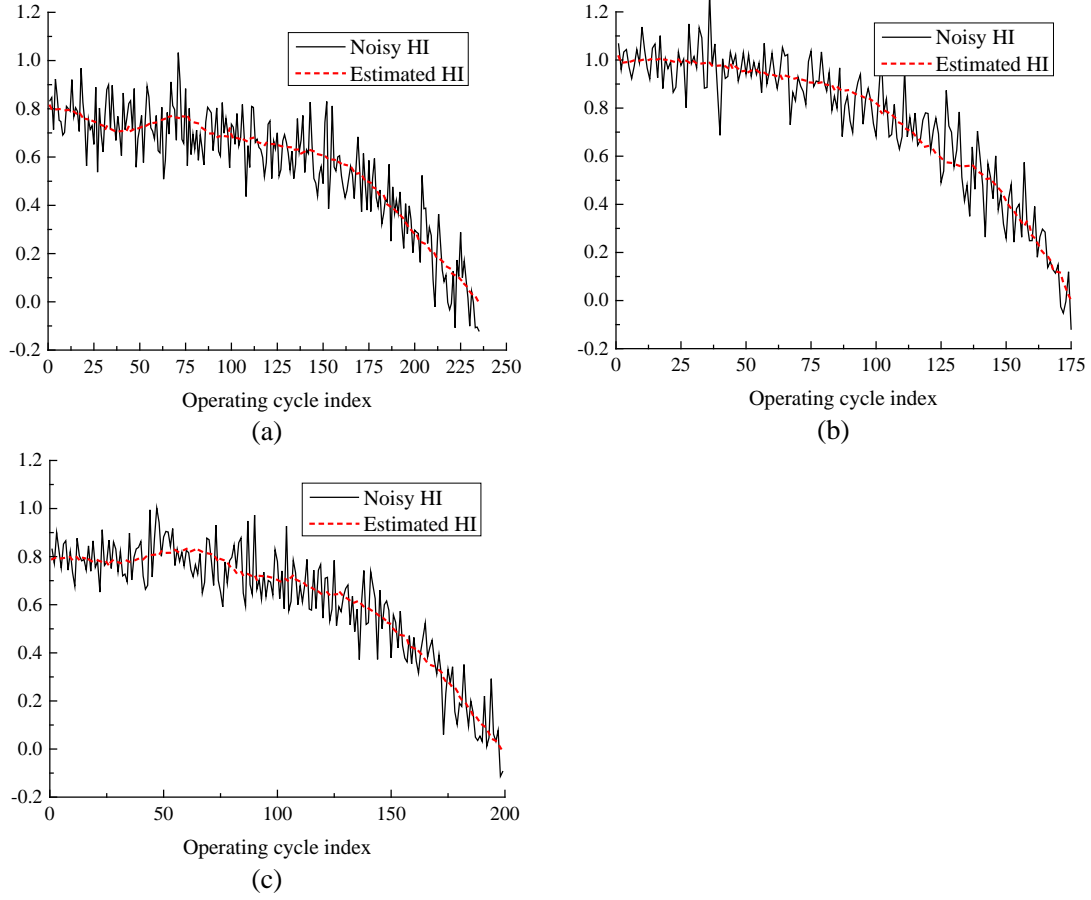 1.2
1.0
0.8
0.6
0.4
0.2
0.0
-0.2
Noisy HI
Estimated HI
0 25 50 75 100 125 150 175 200 225 250
Operating cycle index
(a)
1.2
1.0
0.8
0.6
0.4
0.2
0.0
-0.2
Noisy HI
Estimated HI
0 25 50 75 100 125 150 175
Operating cycle index
(b)
1.2
1.0
0.8
0.6
0.4
0.2
0.0
-0.2
Noisy HI
Estimated HI
0 50 100 150 200
Operating cycle index
(c)